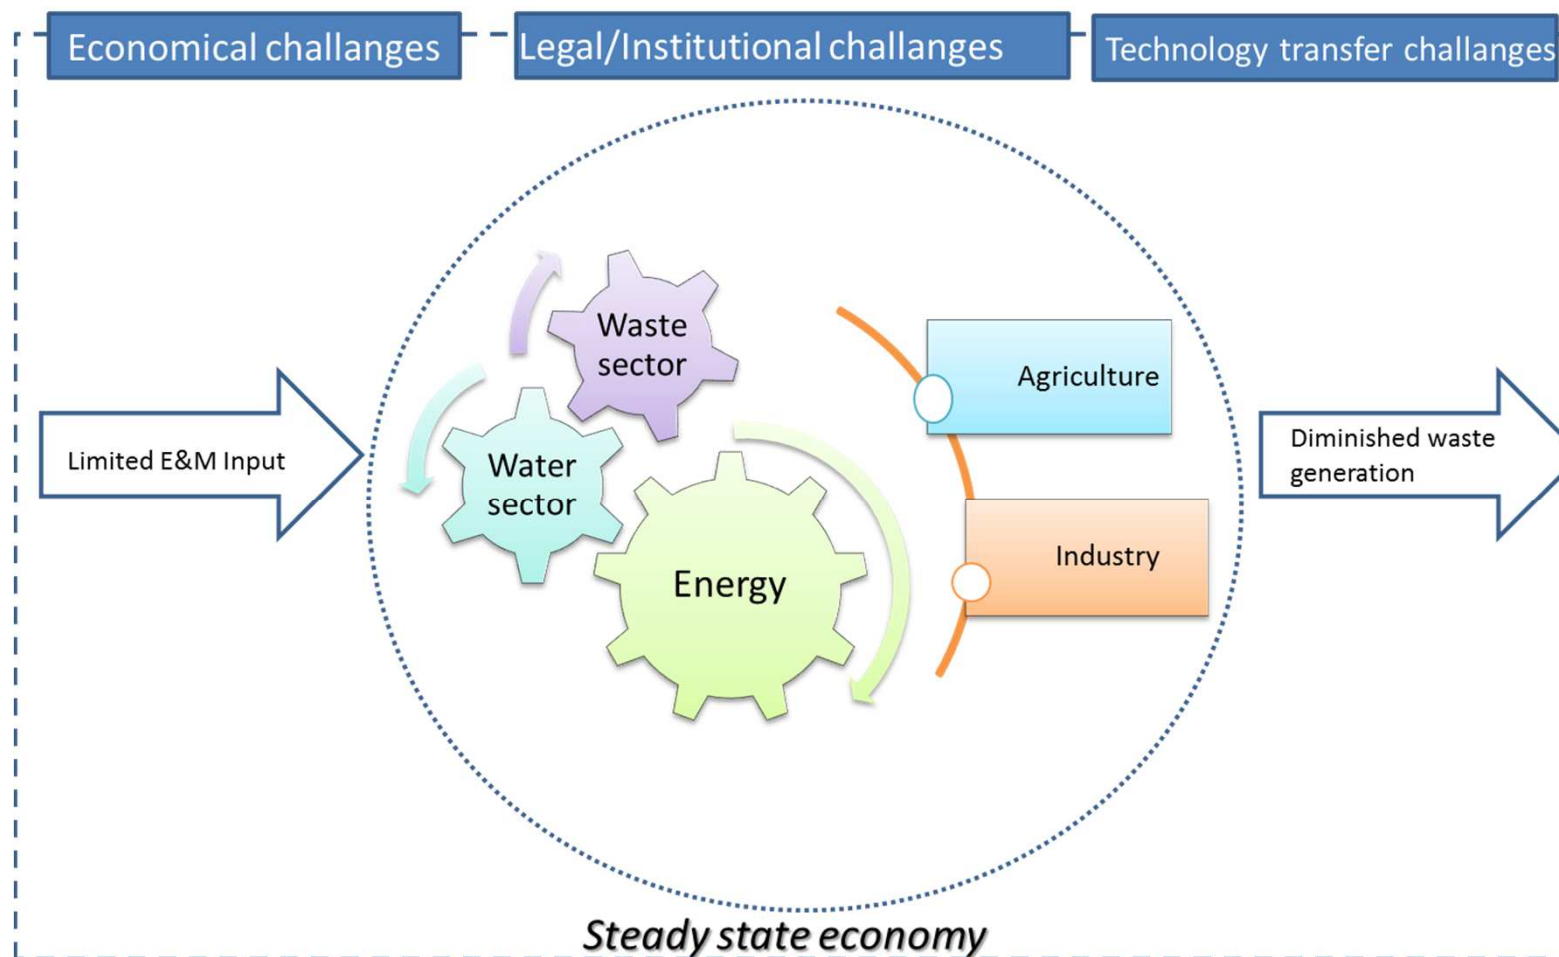 Economical challanges
Legal/Institutional challanges
Technology transfer challanges
Waste
sector
Water
sector
Energy
Agriculture
Industry
Limited E&M Input
Diminished waste
generation
Steady state economy